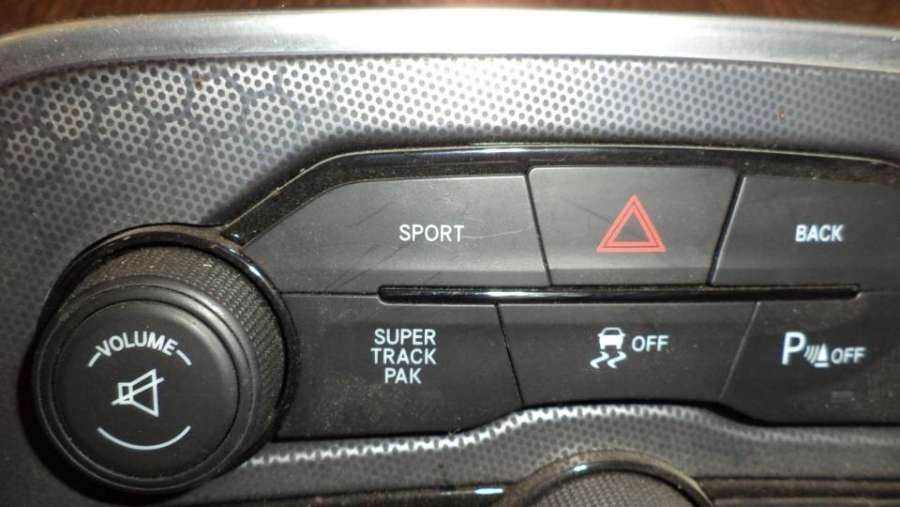 SPORT
BACK
VOLUME
SUPER
TRACK
PAK
OFF
P OFF